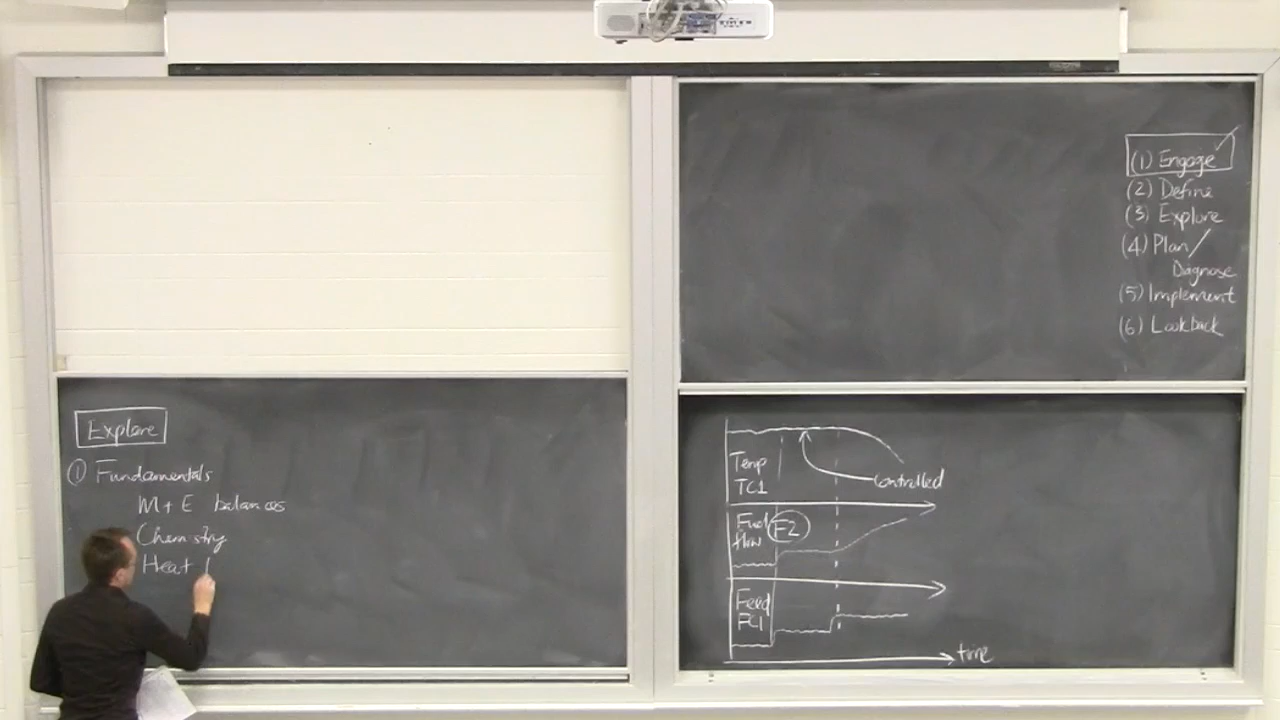 Explore
① Fundamentals
M + E balances
Chemistry
Heat
(1) Engage ✓
(2) Define
(3) Explore
(4) Plan/
Diagnose
(5) Implement
(6) Lookback
Temp
TC1
Controlled
Fuel
flow
F2
Feed
FC1
time